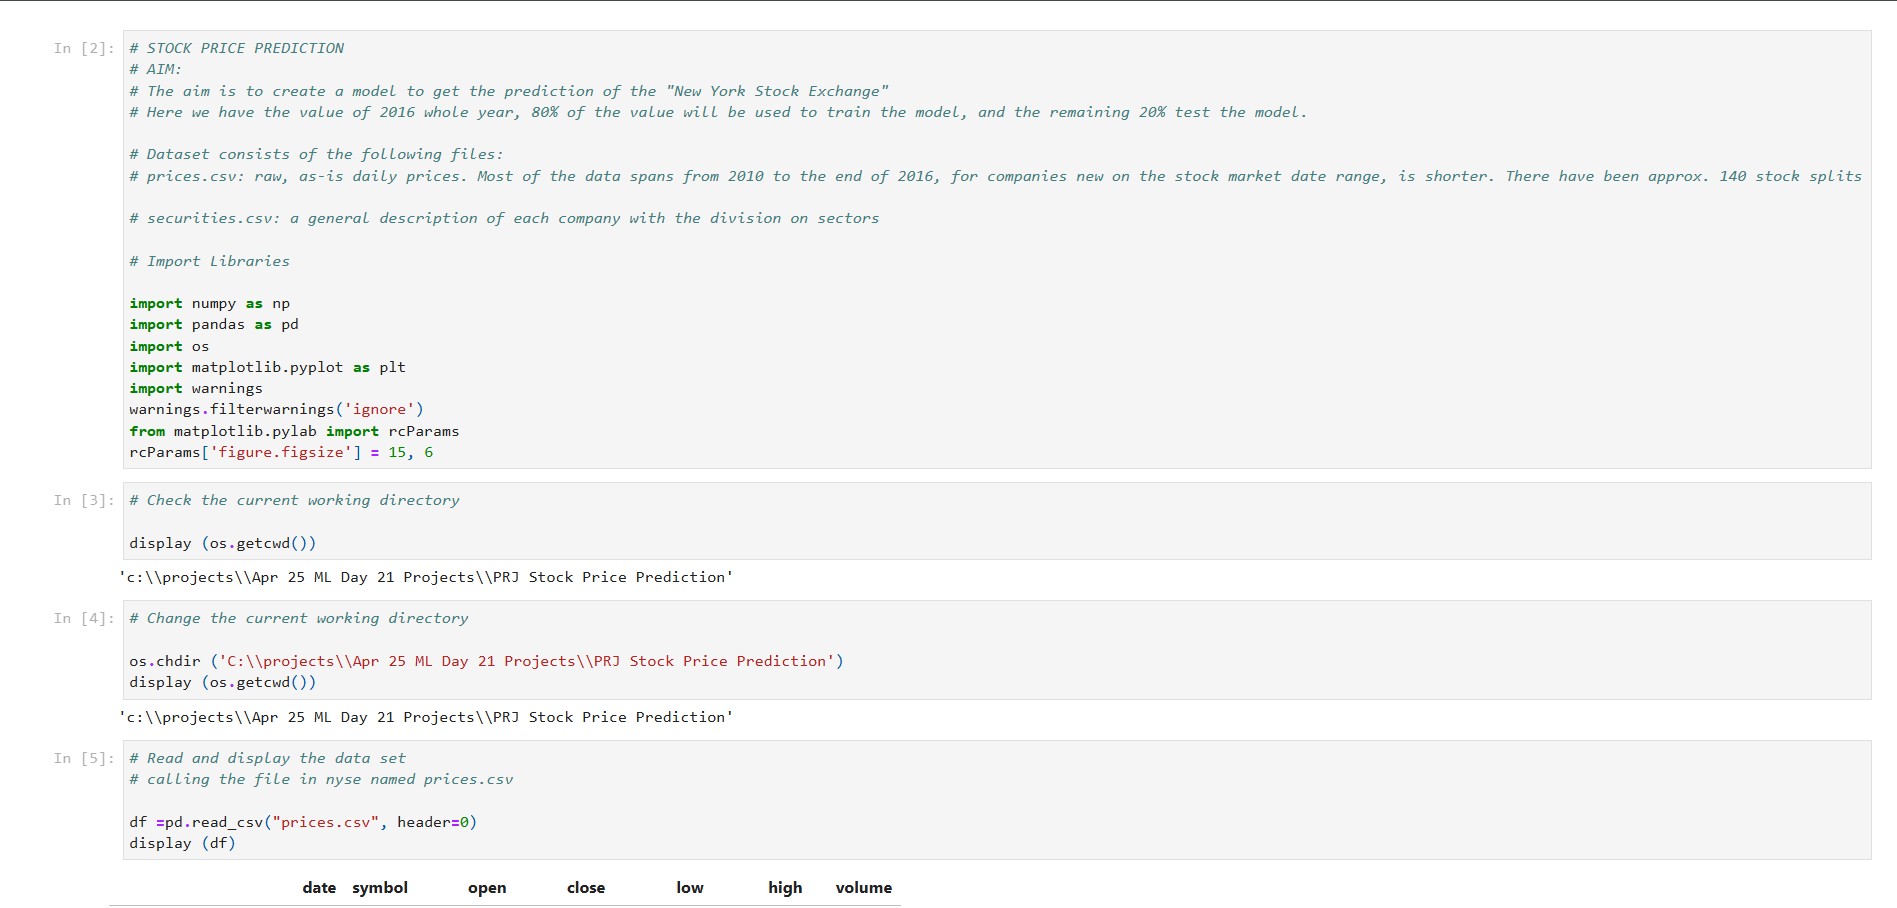 In [2]: # STOCK PRICE PREDICTION
# AIM:
# The aim is to create a model to get the prediction of the "New York Stock Exchange"
# Here we have the value of 2016 whole year, 80% of the value will be used to train the model, and the remaining 20% test the model.
# Dataset consists of the following files:
# prices.csv: raw, as-is daily prices. Most of the data spans from 2010 to the end of 2016, for companies new on the stock market date range, is shorter. There have been approx. 140 stock splits
# securities.csv: a general description of each company with the division on sectors
# Import Libraries
import numpy as np
import pandas as pd
import os
import matplotlib.pyplot as plt
import warnings
warnings.filterwarnings('ignore')
from matplotlib.pylab import rcParams
rcParams['figure.figsize'] = 15, 6
In [3]: # Check the current working directory
display (os.getcwd())
'c:\\projects\\Apr 25 ML Day 21 Projects\\PRJ Stock Price Prediction'
In [4]: # Change the current working directory
os.chdir ('C:\\projects\\Apr 25 ML Day 21 Projects\\PRJ Stock Price Prediction')
display (os.getcwd())
'c:\\projects\\Apr 25 ML Day 21 Projects\\PRJ Stock Price Prediction'
In [5]: # Read and display the data set
# calling the file in nyse named prices.csv
df =pd.read_csv("prices.csv", header=0)
display (df)
date symbol open close low high volume